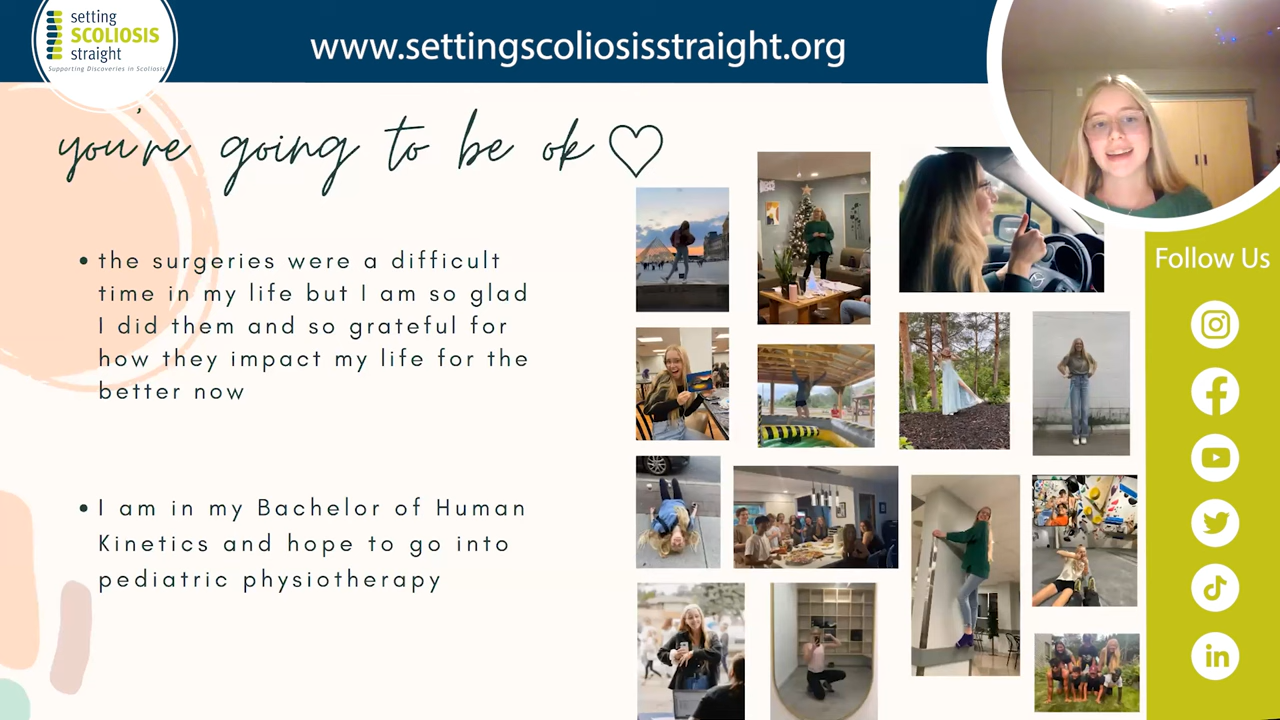 setting
SCOLIOSIS
straight
Supporting Discoveries in Scoliosis
www.settingscoliosisstraight.org
you're going to be ok
• the surgeries were a difficult
time in my life but I am so glad
I did them and so grateful for
how they impact my life for the
better now
• I am in my Bachelor of Human
Kinetics and hope to go into
pediatric physiotherapy
Follow Us